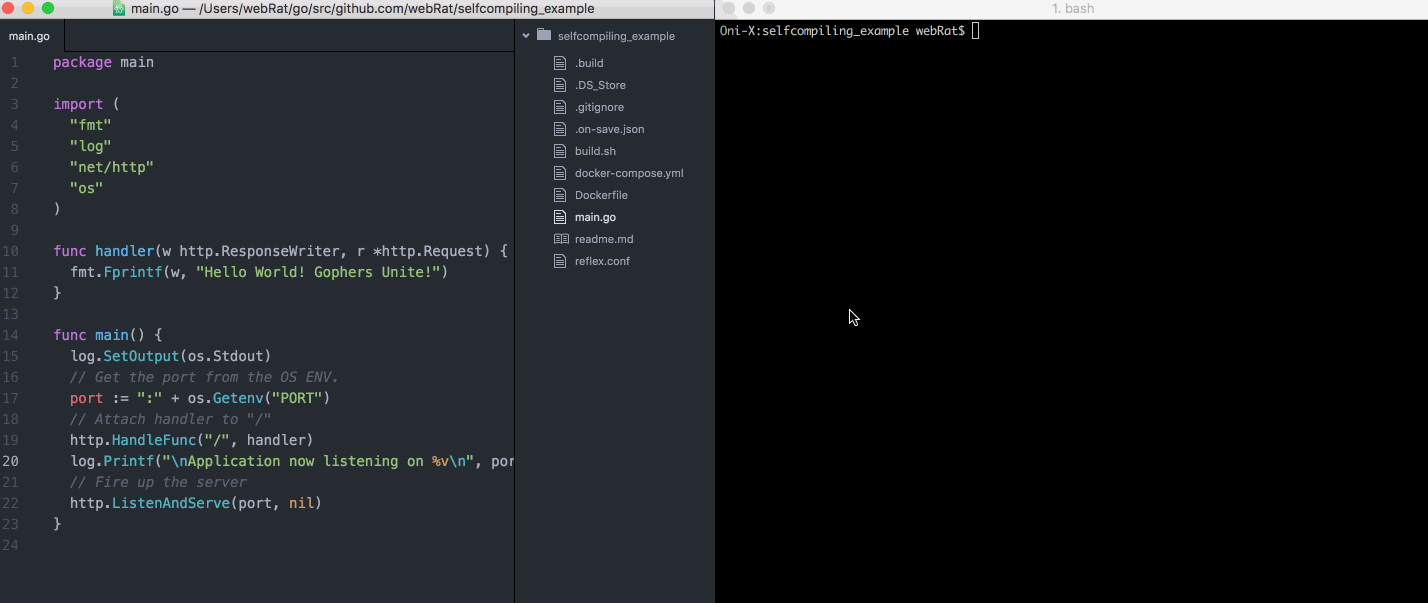 main.go — /Users/webRat/go/src/github.com/webRat/selfcompiling_example
main.go
1 package main
2
3 import (
4 "fmt"
5 "log"
6 "net/http"
7 "os"
8 )
9
10 func handler(w http.ResponseWriter, r *http.Request) {
11 fmt.Fprintf(w, "Hello World! Gophers Unite!")
12 }
13
14 func main() {
15 log.SetOutput(os.Stdout)
16 // Get the port from the OS ENV.
17 port := ":" + os.Getenv("PORT")
18 // Attach handler to "/"
19 http.HandleFunc("/", handler)
20 log.Printf("\nApplication now listening on %v\n", por
21 // Fire up the server
22 http.ListenAndServe(port, nil)
23 }
24
selfcompiling_example
.build
.DS_Store
.gitignore
.on-save.json
build.sh
docker-compose.yml
Dockerfile
main.go
readme.md
reflex.conf
1. bash
Oni-X:selfcompiling_example webRat$